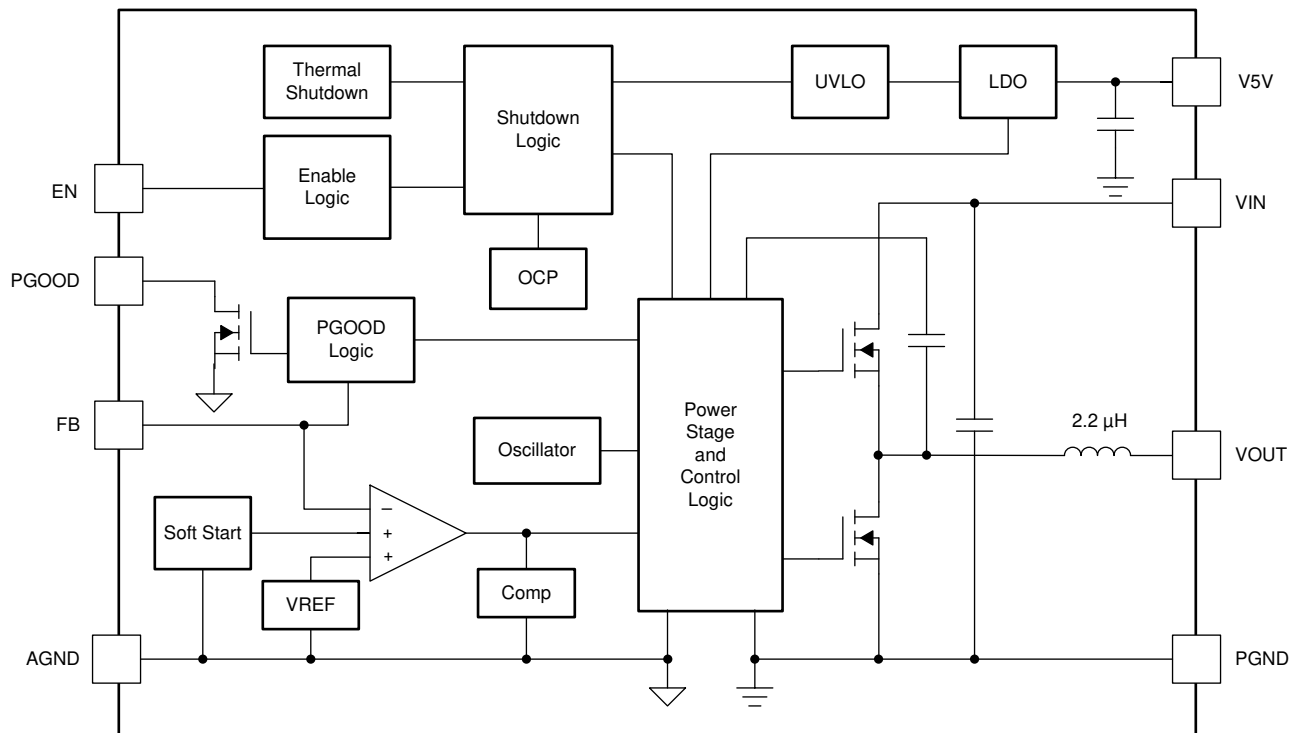 Thermal
Shutdown
Shutdown
Logic
UVLO
LDO
V5V
EN
Enable
Logic
VIN
OCP
PGOOD
PGOOD
Logic
FB
Power
Stage
and
Control
Logic
2.2 µH
Oscillator
VOUT
Soft Start
−
+
+
VREF
Comp
AGND
PGND